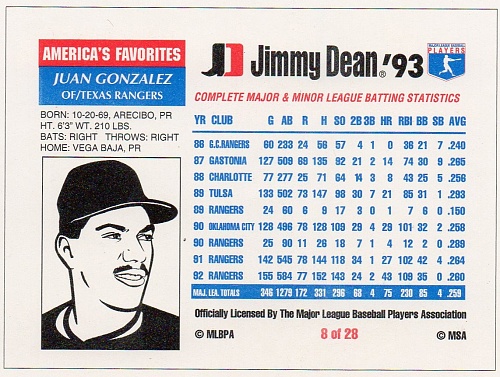 AMERICA'S FAVORITES
JUAN GONZALEZ
OF/TEXAS RANGERS
BORN: 10-20-69, ARECIBO, PR
HT. 6'3" WT. 210 LBS.
BATS: RIGHT THROWS: RIGHT
HOME: VEGA BAJA, PR
JD Jimmy Dean® '93
MAJOR LEAGUE BASEBALL
PLAYERS
COMPLETE MAJOR & MINOR LEAGUE BATTING STATISTICS
YR CLUB G AB R H SO 2B 3B HR RBI BB SB AVG
86 G.C.RANGERS 60 233 24 56 57 4 1 0 36 21 7 .240
87 GASTONIA 127 509 69 135 92 21 2 14 74 30 9 .265
88 CHARLOTTE 77 277 25 71 64 14 3 8 43 25 5 .256
89 TULSA 133 502 73 147 98 30 7 21 85 31 1 .293
89 RANGERS 24 60 6 9 17 3 0 1 7 6 0 .150
90 OKLAHOMA CITY 128 496 78 128 109 29 4 29 101 32 2 .258
90 RANGERS 25 90 11 26 18 7 1 4 12 2 0 .289
91 RANGERS 142 545 78 144 118 34 1 27 102 42 4 .264
92 RANGERS 155 584 77 152 143 24 2 43 109 35 0 .260
MAJ. LEA. TOTALS 346 1279 172 331 296 68 4 75 230 85 4 .259
Officially Licensed By The Major League Baseball Players Association
© MLBPA 8 of 28 © MSA